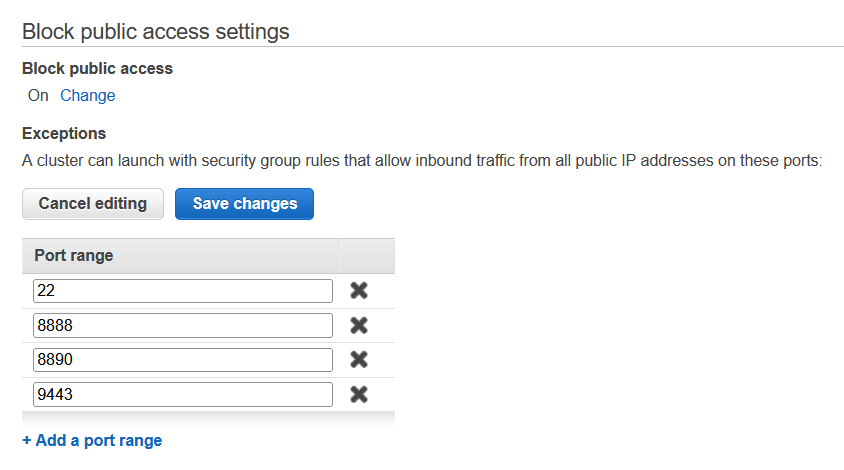 Block public access settings
Block public access
On Change
Exceptions
A cluster can launch with security group rules that allow inbound traffic from all public IP addresses on these ports:
Cancel editing Save changes
Port range
22
8888
8890
9443
+ Add a port range